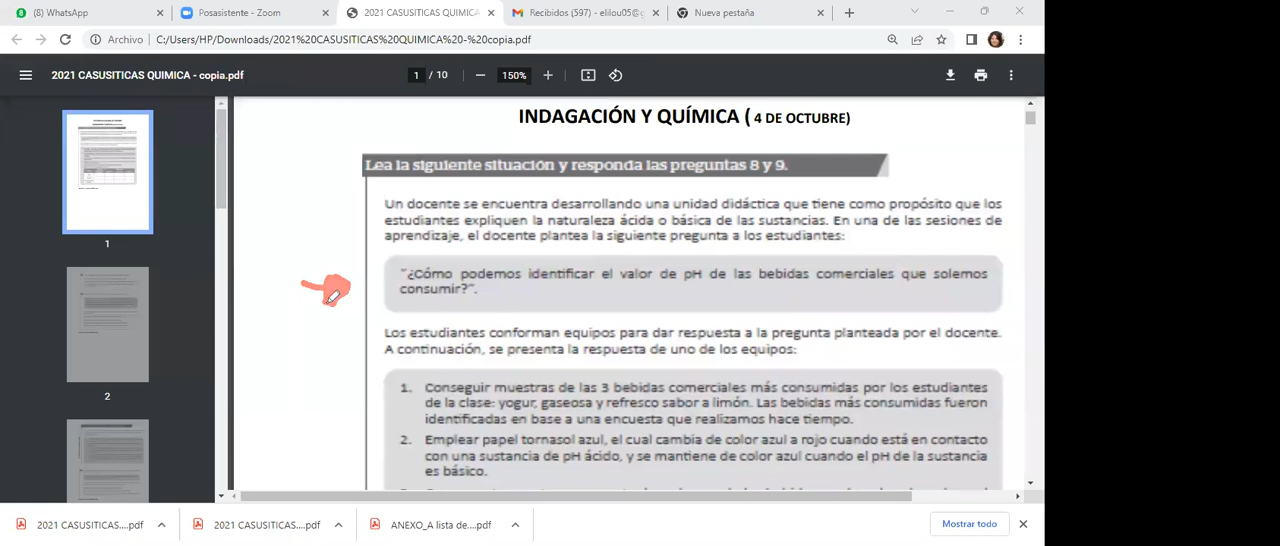 (8) WhatsApp
Posasistente - Zoom
2021 CASUSITICAS QUIMICA
Recibidos (597) - elilou05@g
Nueva pestaña
Archivo
C:/Users/HP/Downloads/2021%20CASUSITICAS%20QUIMICA%20-%20copia.pdf
2021 CASUSITICAS QUIMICA - copia.pdf
1 / 10
150%
INDAGACIÓN Y QUÍMICA ( 4 DE OCTUBRE)
Lea la siguiente situación y responda las preguntas 8 y 9.
Un docente se encuentra desarrollando una unidad didáctica que tiene como propósito que los
estudiantes expliquen la naturaleza ácida o básica de las sustancias. En una de las sesiones de
aprendizaje, el docente plantea la siguiente pregunta a los estudiantes:
"¿Cómo podemos identificar el valor de pH de las bebidas comerciales que solemos
consumir?".
Los estudiantes conforman equipos para dar respuesta a la pregunta planteada por el docente.
A continuación, se presenta la respuesta de uno de los equipos:
1. Conseguir muestras de las 3 bebidas comerciales más consumidas por los estudiantes
de la clase: yogur, gaseosa y refresco sabor a limón. Las bebidas más consumidas fueron
identificadas en base a una encuesta que realizamos hace tiempo.
2. Emplear papel tornasol azul, el cual cambia de color azul a rojo cuando está en contacto
con una sustancia de pH ácido, y se mantiene de color azul cuando el pH de la sustancia
es básico.
1
2
2021 CASUSITICAS....pdf
2021 CASUSITICAS....pdf
ANEXO_A lista de....pdf
Mostrar todo